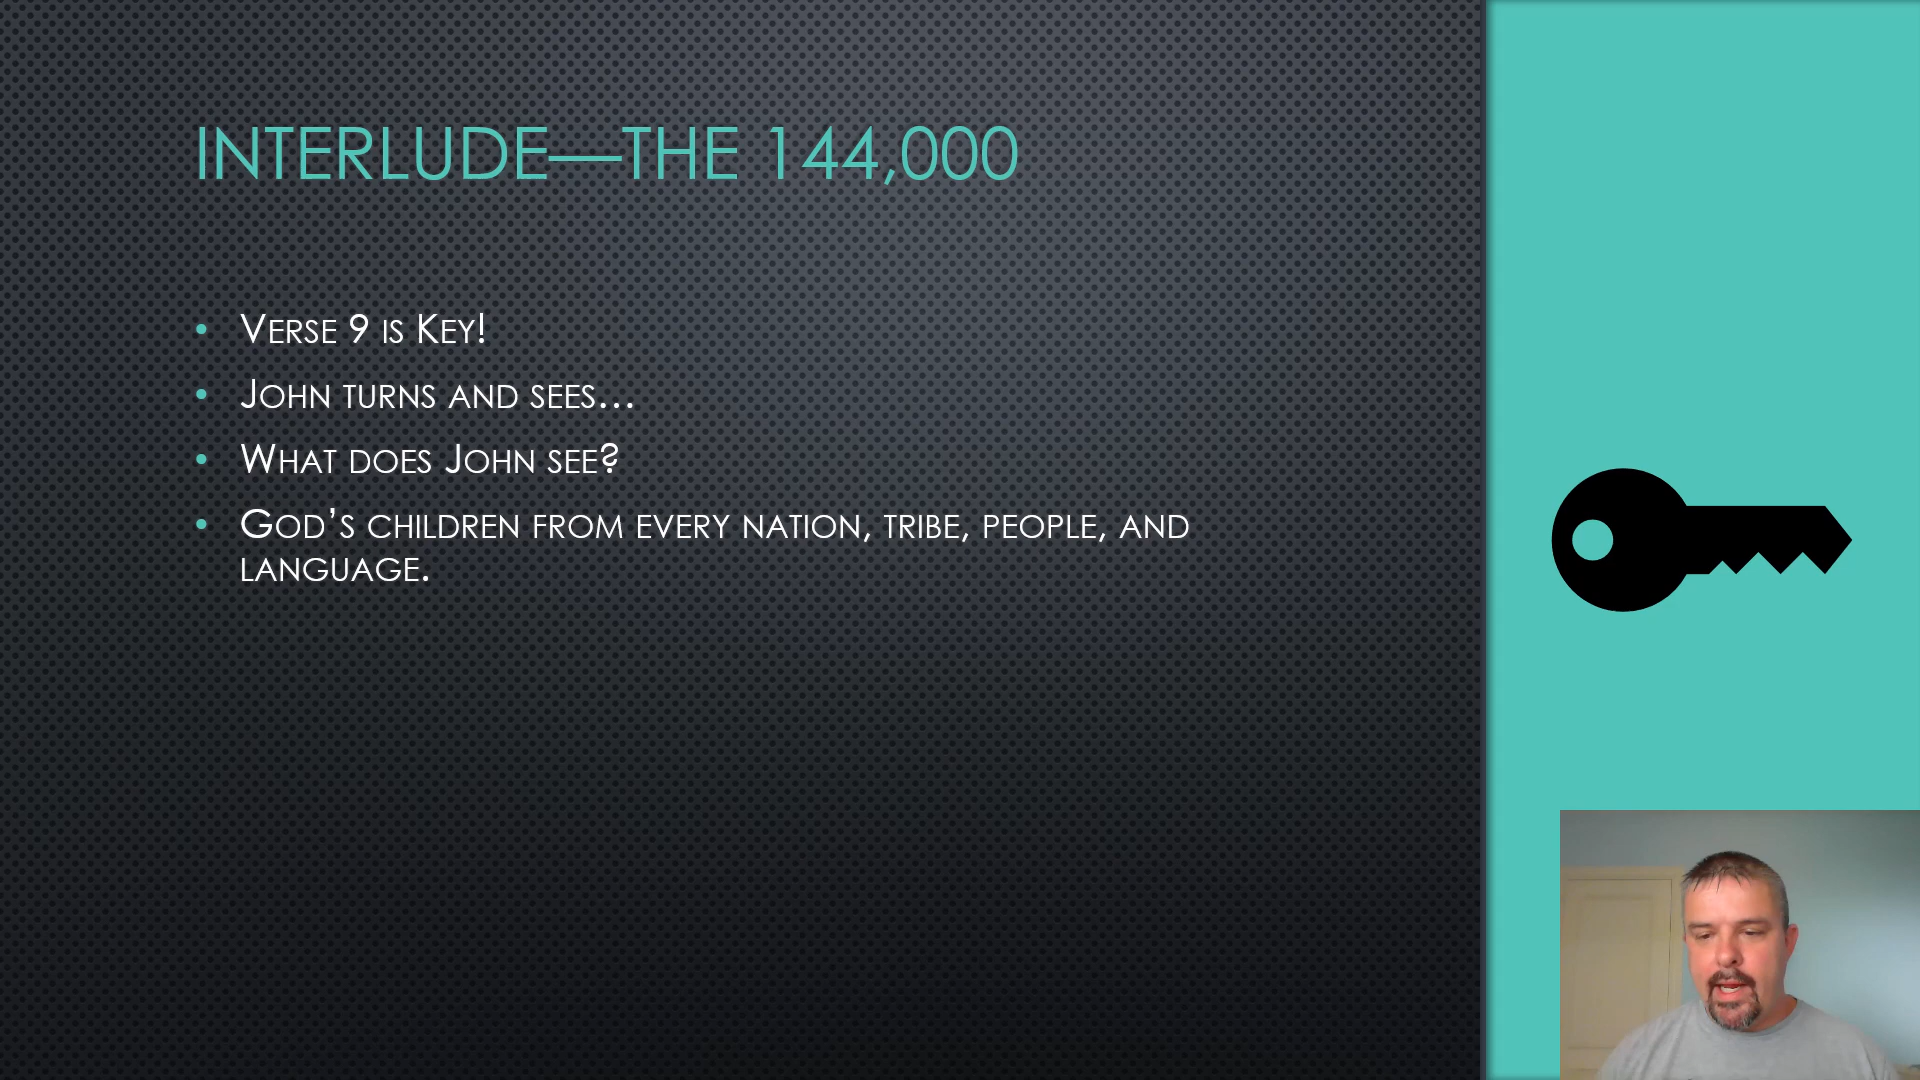 INTERLUDE—THE 144,000
• Verse 9 is Key!
• John turns and sees…
• What does John see?
• God’s children from every nation, tribe, people, and
language.